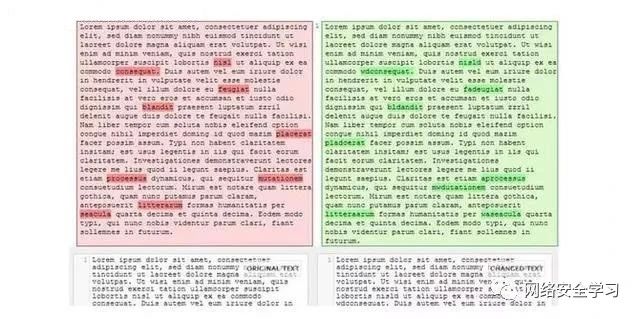 Lorem ipsum dolor sit amet, consectetuer adipiscing
elit, sed diam nonummy nibh euismod tincidunt ut
laoreet dolore magna aliquam erat volutpat. Ut wisi
enim ad minim veniam, quis nostrud exerci tation
ullamcorper suscipit lobortis nisl ut aliquip ex ea
commodo consequat. Duis autem vel eum iriure dolor
in hendrerit in vulputate velit esse molestie
consequat, vel illum dolore eu feugiat nulla
facilisis at vero eros et accumsan et iusto odio
dignissim qui blandit praesent luptatum zzril
delenit augue duis dolore te feugait nulla facilisi.
Nam liber tempor cum soluta nobis eleifend option
congue nihil imperdiet doming id quod mazim placerat
facer possim assum. Typi non habent claritatem
insitam; est usus legentis in iis qui facit eorum
claritatem. Investigationes demonstraverunt lectores
legere me lius quod ii legunt saepius. Claritas est
etiam processus dynamicus, qui sequitur mutationem
consuetudium lectorum. Mirum est notare quam littera
gothica, quam nunc putamus parum claram,
anteposuerit litterarum formas humanitatis per
seacula quarta decima et quinta decima. Eodem modo
typi, qui nunc nobis videntur parum clari, fiant
sollemnes in futurum.
1 Lorem ipsum dolor sit amet, consectetuer adipiscing
elit, sed diam nonummy nibh euismod tincidunt ut
laoreet dolore magna aliquam erat volutpat. Ut wisi
enim ad minim veniam, quis nostrud exerci tation
ullamcorper suscipit lobortis nisld ut aliquip ex ea
commodo wdconsequat. Duis autem vel eum iriure dolor
in hendrerit in vulputate velit esse molestie
consequat, vel illum dolore eu fadeugiat nulla
facilisis at vero eros et accumsan et iusto odio
dignissim qui bldandit praesent luptatum zzril
delenit augue duis dolore te feugait nulla facilisi.
Nam liber tempor cum soluta nobis eleifend option
congue nihil imperdiet doming id quod mazim
pladcerat facer possim assum. Typi non habent
claritatem insitam; est usus legentis in iis qui
facit eorum claritatem. Investigationes
demonstraverunt lectores legere me lius quod ii
legunt saepius. Claritas est etiam aprocessus
dynamicus, qui sequitur mwdutationem consuetudium
lectorum. Mirum est notare quam littera gothica,
quam nunc putamus parum claram, anteposuerit
litteraarum formas humanitatis per waseacula quarta
decima et quinta decima. Eodem modo typi, qui nunc
nobis videntur parum clari, fiant sollemnes in
futurum.
1 Lorem ipsum dolor sit amet, consectetuer
adipiscing elit, sed diam nonummy
ORIGINAL TEXT
tincidunt ut laoreet dolore magna aliquam erat
volutpat. Ut wisi enim ad minim veniam, quis
nostrud exerci tation ullamcorper suscipit
lobortis nisl ut aliquip ex ea commodo consequat.
Duis autem vel eum iriure dolor in
1 Lorem ipsum dolor sit amet, consectetuer
adipiscing elit, sed diam nonummy
CHANGED TEXT
tincidunt ut laoreet dolore magna aliquam erat
volutpat. Ut wisi enim ad minim veniam, quis
nostrud exerci tation ullamcorper
lobortis nisld ut aliquip ex ea
Duis autem vel eum iriure dolor in
网络安全学习